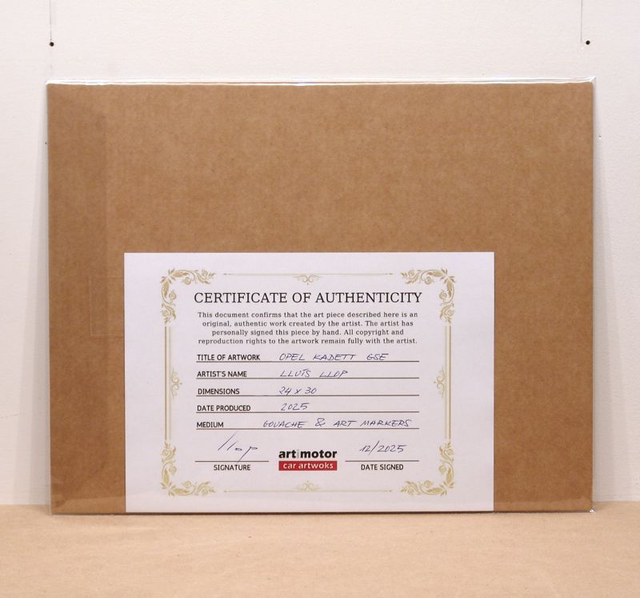 CERTIFICATE OF AUTHENTICITY
This document confirms that the art piece described here is an
original, authentic work created by the artist. The artist has
personally signed this piece by hand. All copyright and
reproduction rights to the artwork remain fully with the artist.
TITLE OF ARTWORK OPEL KADETT GSE
ARTIST'S NAME LLUÍS LLOP
DIMENSIONS 24 x 30
DATE PRODUCED 2025
MEDIUM GOUACHE & ART MARKERS
llop 12/2025
art|motor
car artwoks
SIGNATURE DATE SIGNED